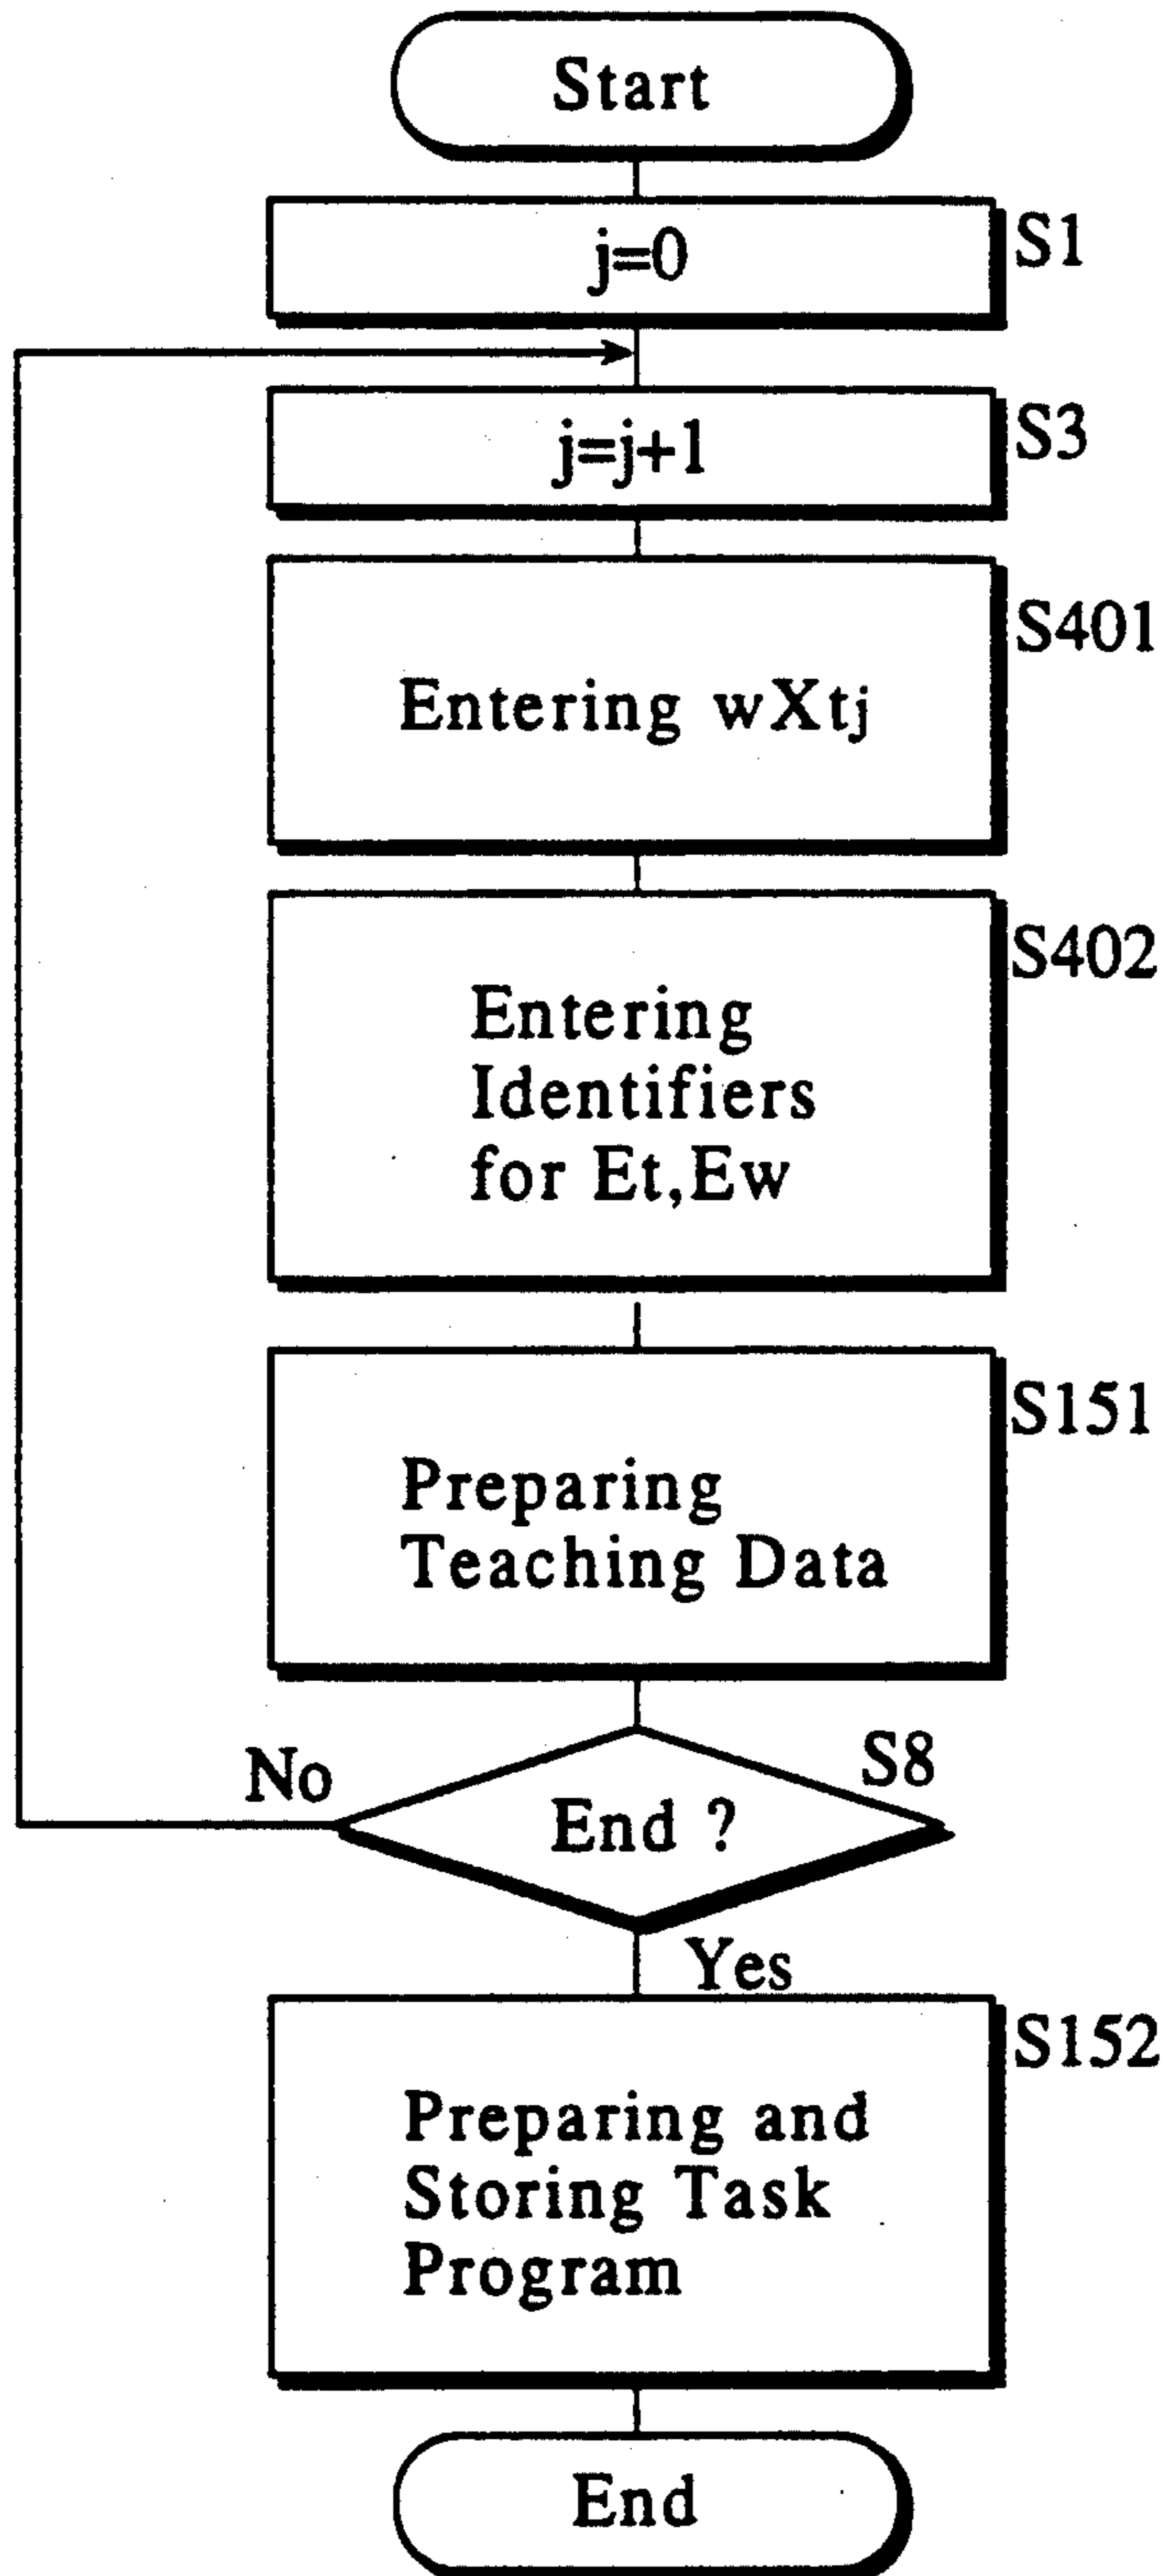 Start
j=0
S1
j=j+1
S3
Entering wXtj
S401
Entering
Identifiers
for Et,Ew
S402
Preparing
Teaching Data
S151
No
End ?
S8
Yes
Preparing and
Storing Task
Program
S152
End